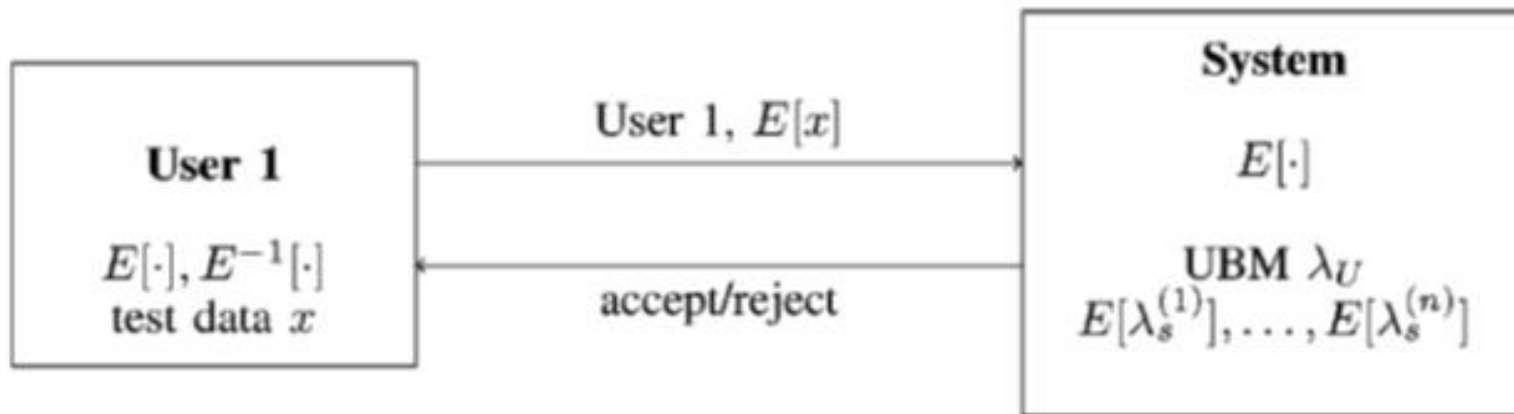 User 1
E[·], E⁻¹[·]
test data x
User 1, E[x]
accept/reject
System
E[·]
UBM λ_U
E[λ_s^(1)], . . . , E[λ_s^(n)]